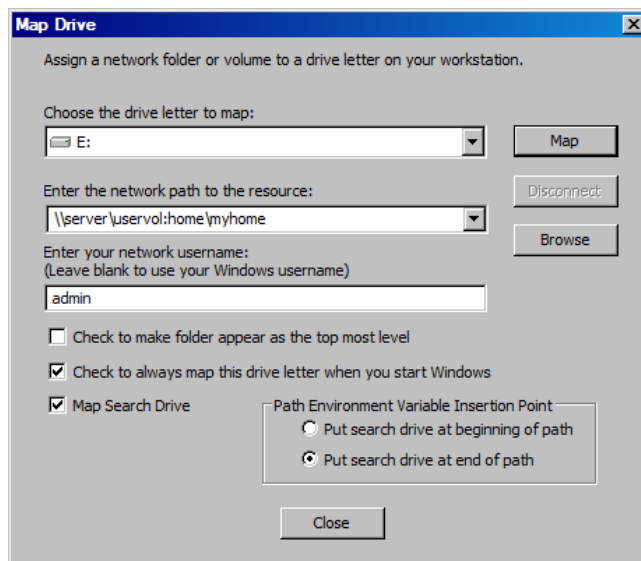 Map Drive
Assign a network folder or volume to a drive letter on your workstation.
Choose the drive letter to map:
E:
Map
Enter the network path to the resource:
Disconnect
\\server\uservol:home\myhome
Browse
Enter your network username:
(Leave blank to use your Windows username)
admin
Check to make folder appear as the top most level
Check to always map this drive letter when you start Windows
Map Search Drive
Path Environment Variable Insertion Point
Put search drive at beginning of path
Put search drive at end of path
Close